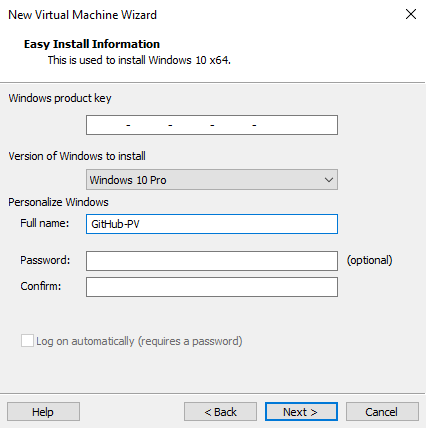 New Virtual Machine Wizard
Easy Install Information
This is used to install Windows 10 x64.
Windows product key
- - - -
Version of Windows to install
Windows 10 Pro
Personalize Windows
Full name: GitHub-PV
Password: (optional)
Confirm:
Log on automatically (requires a password)
Help < Back Next > Cancel